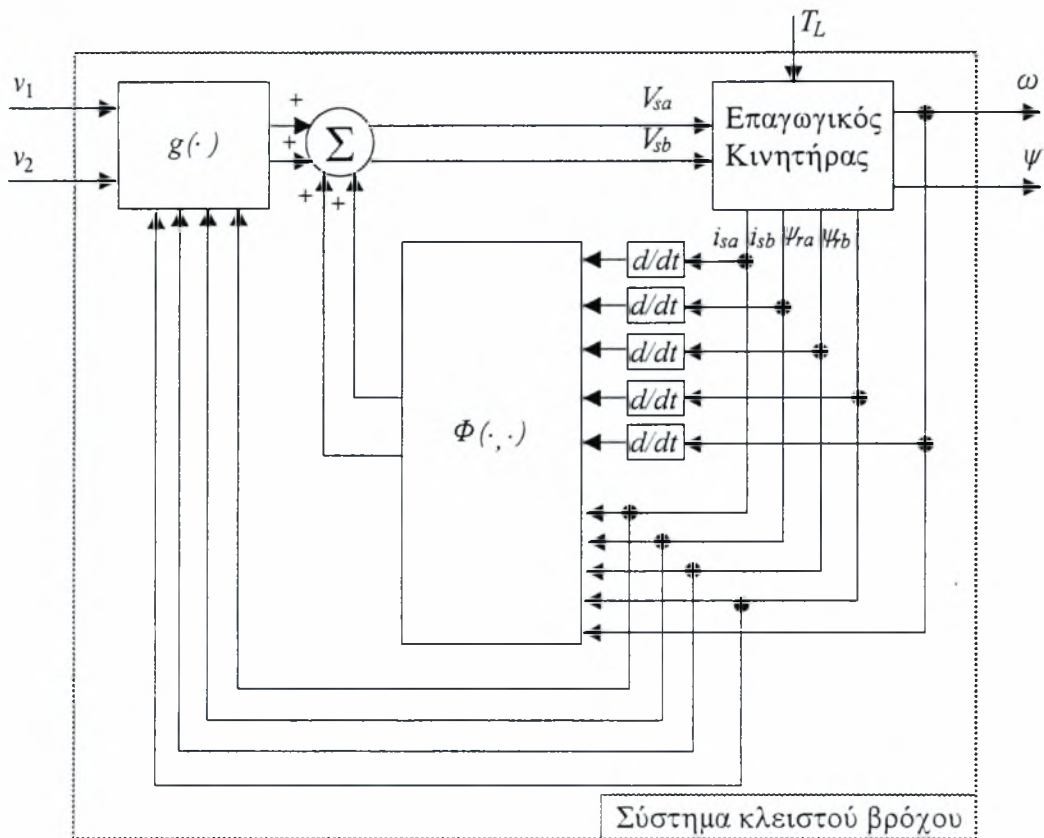 T_L
v_1
v_2
g(·)
+
+
+
+
Σ
V_sa
V_sb
Επαγωγικός
Κινητήρας
ω
ψ
i_sa i_sb ψ_ra ψ_rb
d/dt
d/dt
d/dt
d/dt
d/dt
Φ(·,·)
Σύστημα κλειστού βρόχου